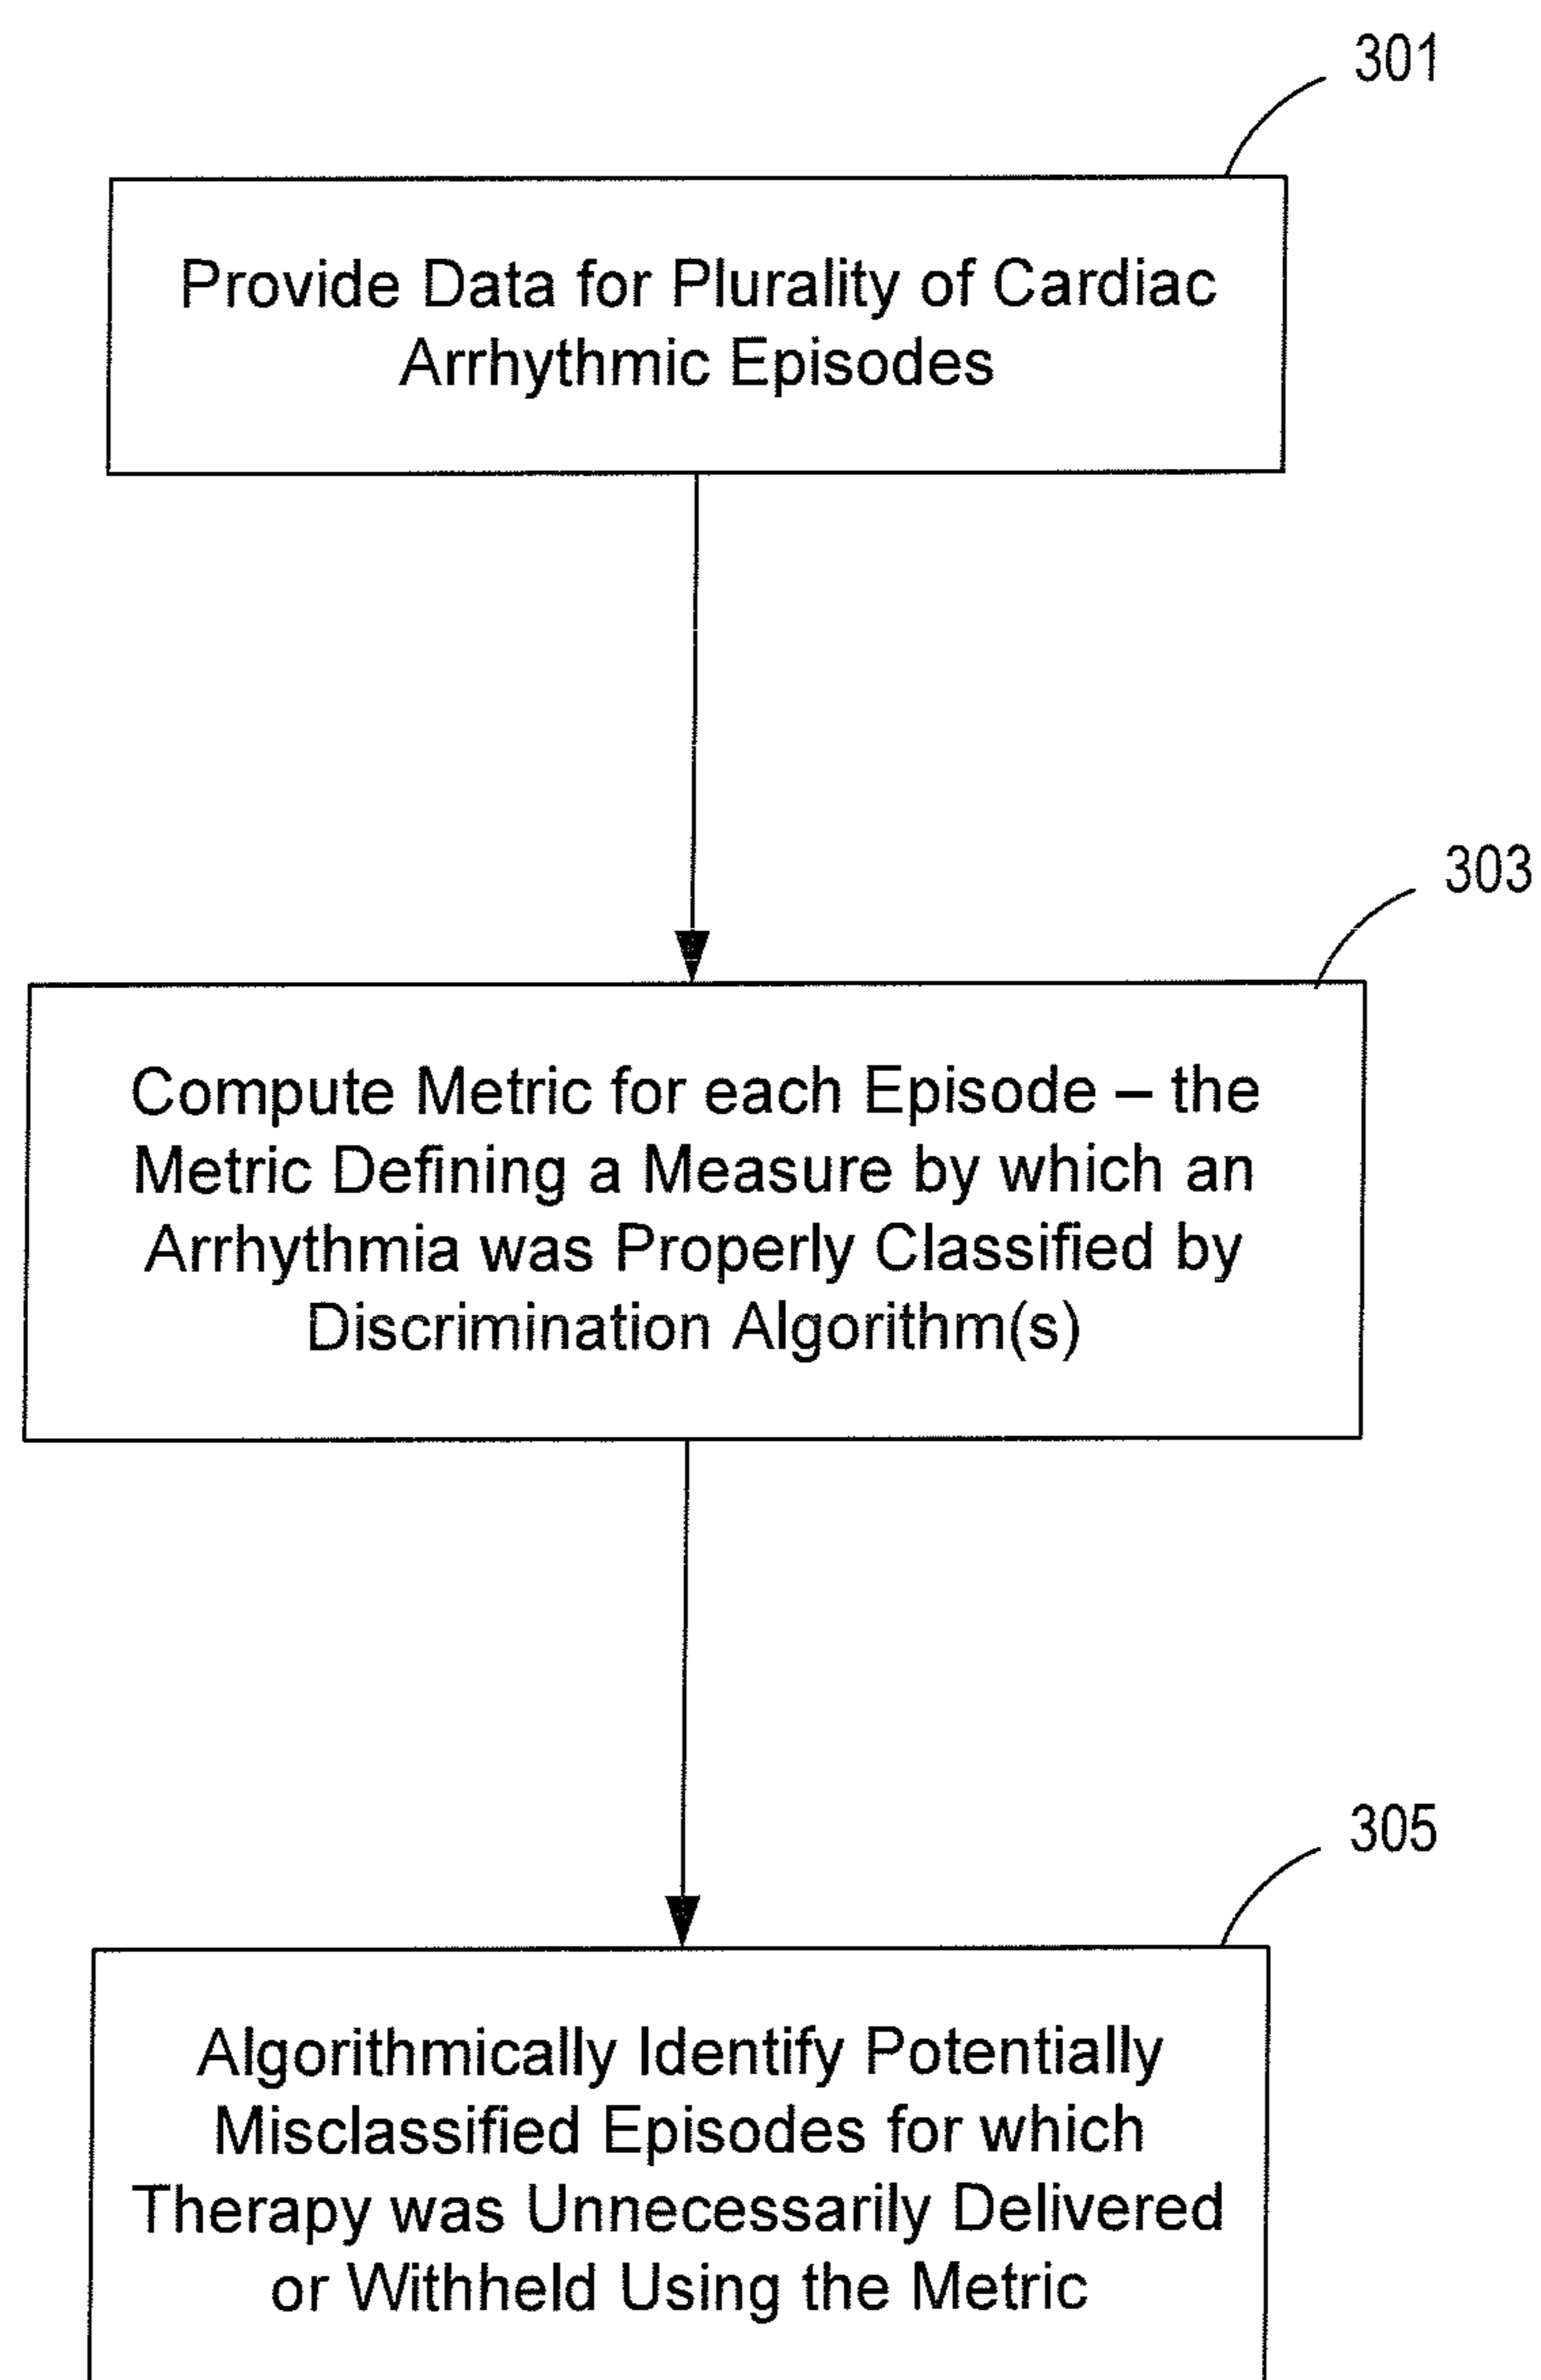 301
Provide Data for Plurality of Cardiac
Arrhythmic Episodes
303
Compute Metric for each Episode – the
Metric Defining a Measure by which an
Arrhythmia was Properly Classified by
Discrimination Algorithm(s)
305
Algorithmically Identify Potentially
Misclassified Episodes for which
Therapy was Unnecessarily Delivered
or Withheld Using the Metric